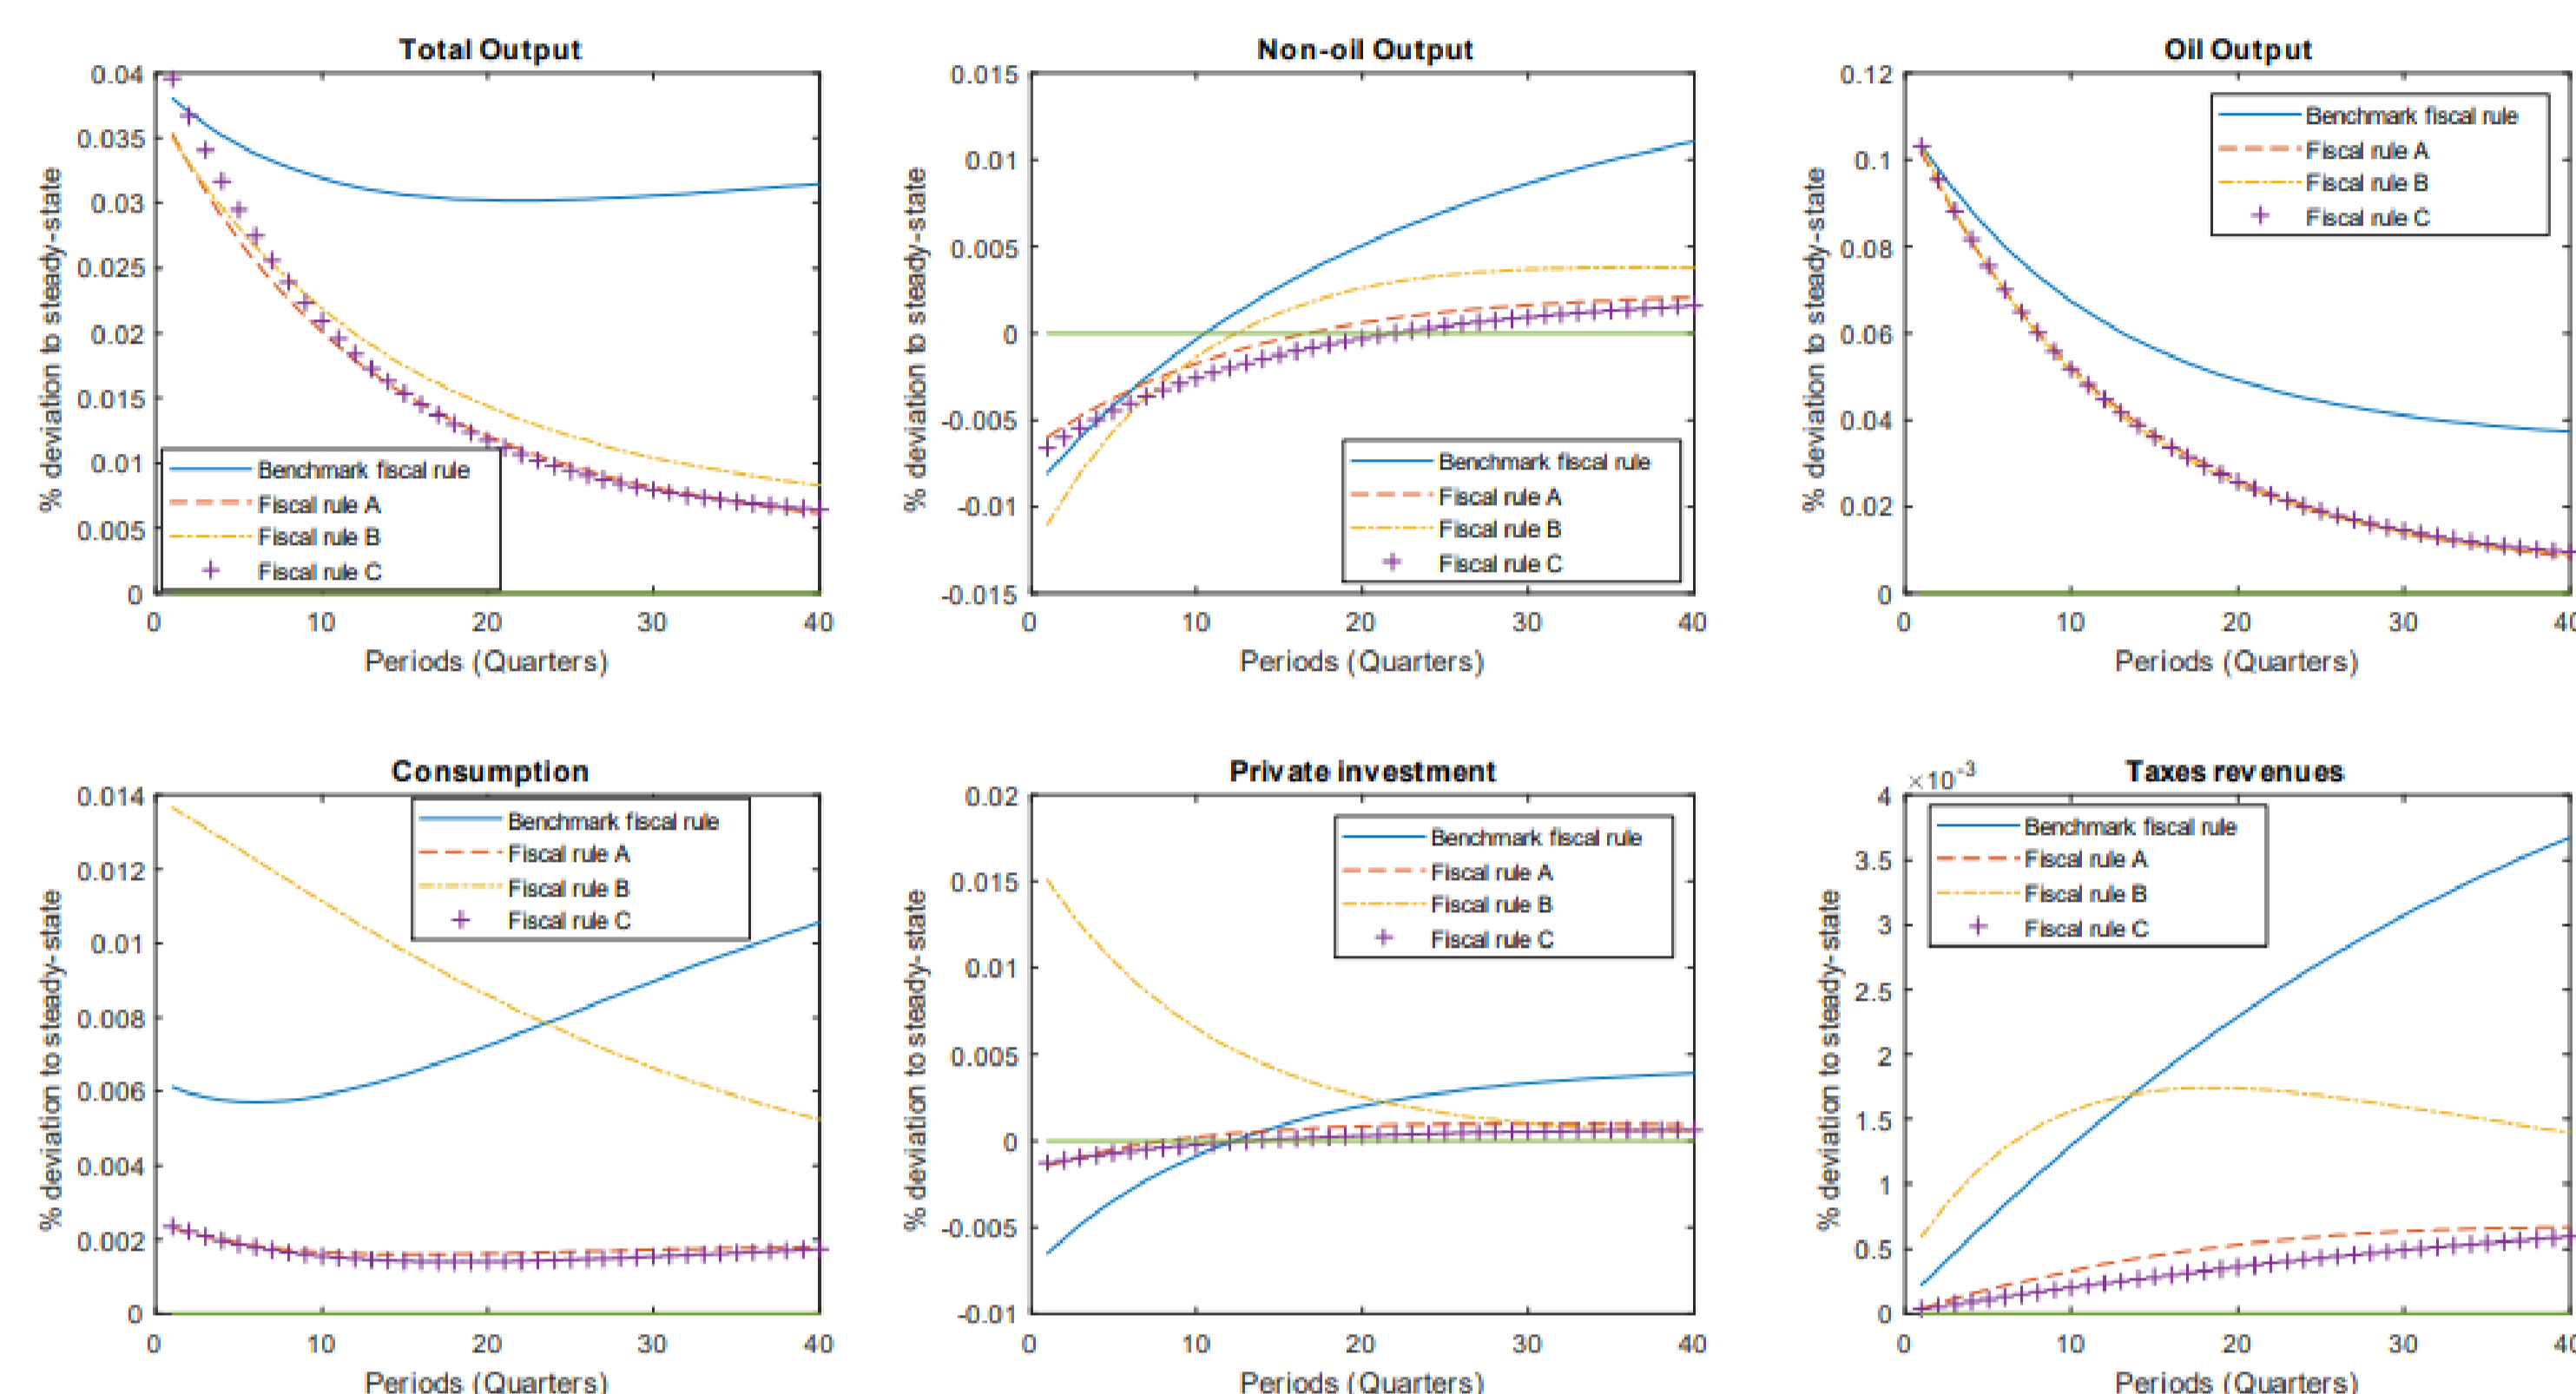 Total Output
0.04
0.035
0.03
0.025
0.02
0.015
0.01
0.005
0
% deviation to steady-state
Benchmark fiscal rule
Fiscal rule A
Fiscal rule B
Fiscal rule C
0 10 20 30 40
Periods (Quarters)
Non-oil Output
0.015
0.01
0.005
0
-0.005
-0.01
-0.015
% deviation to steady-state
Benchmark fiscal rule
Fiscal rule A
Fiscal rule B
Fiscal rule C
0 10 20 30 40
Periods (Quarters)
Oil Output
0.12
0.1
0.08
0.06
0.04
0.02
0
% deviation to steady-state
Benchmark fiscal rule
Fiscal rule A
Fiscal rule B
Fiscal rule C
0 10 20 30 40
Periods (Quarters)
Consumption
0.014
0.012
0.01
0.008
0.006
0.004
0.002
0
% deviation to steady-state
Benchmark fiscal rule
Fiscal rule A
Fiscal rule B
Fiscal rule C
0 10 20 30 40
Periods (Quarters)
Private investment
0.02
0.015
0.01
0.005
0
-0.005
-0.01
% deviation to steady-state
Benchmark fiscal rule
Fiscal rule A
Fiscal rule B
Fiscal rule C
0 10 20 30 40
Periods (Quarters)
Taxes revenues
×10⁻³
4
3.5
3
2.5
2
1.5
1
0.5
0
% deviation to steady-state
Benchmark fiscal rule
Fiscal rule A
Fiscal rule B
Fiscal rule C
0 10 20 30 40
Periods (Quarters)